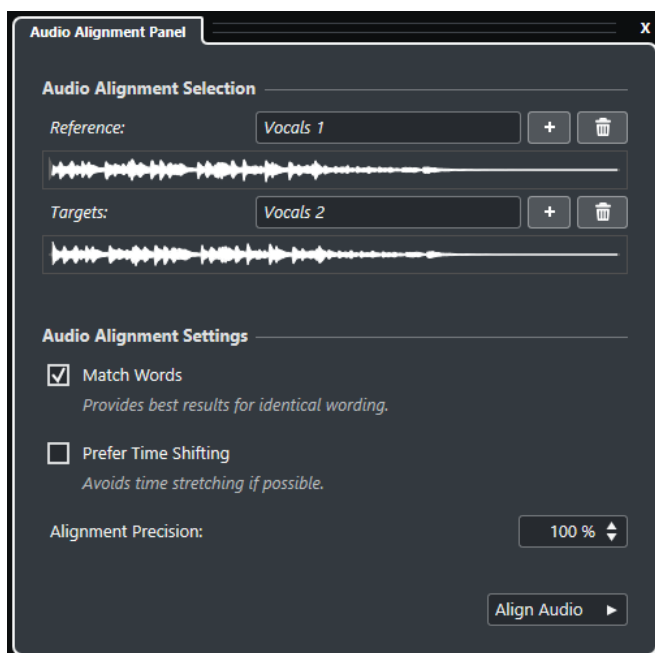 Audio Alignment Panel
x
Audio Alignment Selection
Reference: Vocals 1 +
Targets: Vocals 2 +
Audio Alignment Settings
Match Words
Provides best results for identical wording.
Prefer Time Shifting
Avoids time stretching if possible.
Alignment Precision: 100 %
Align Audio